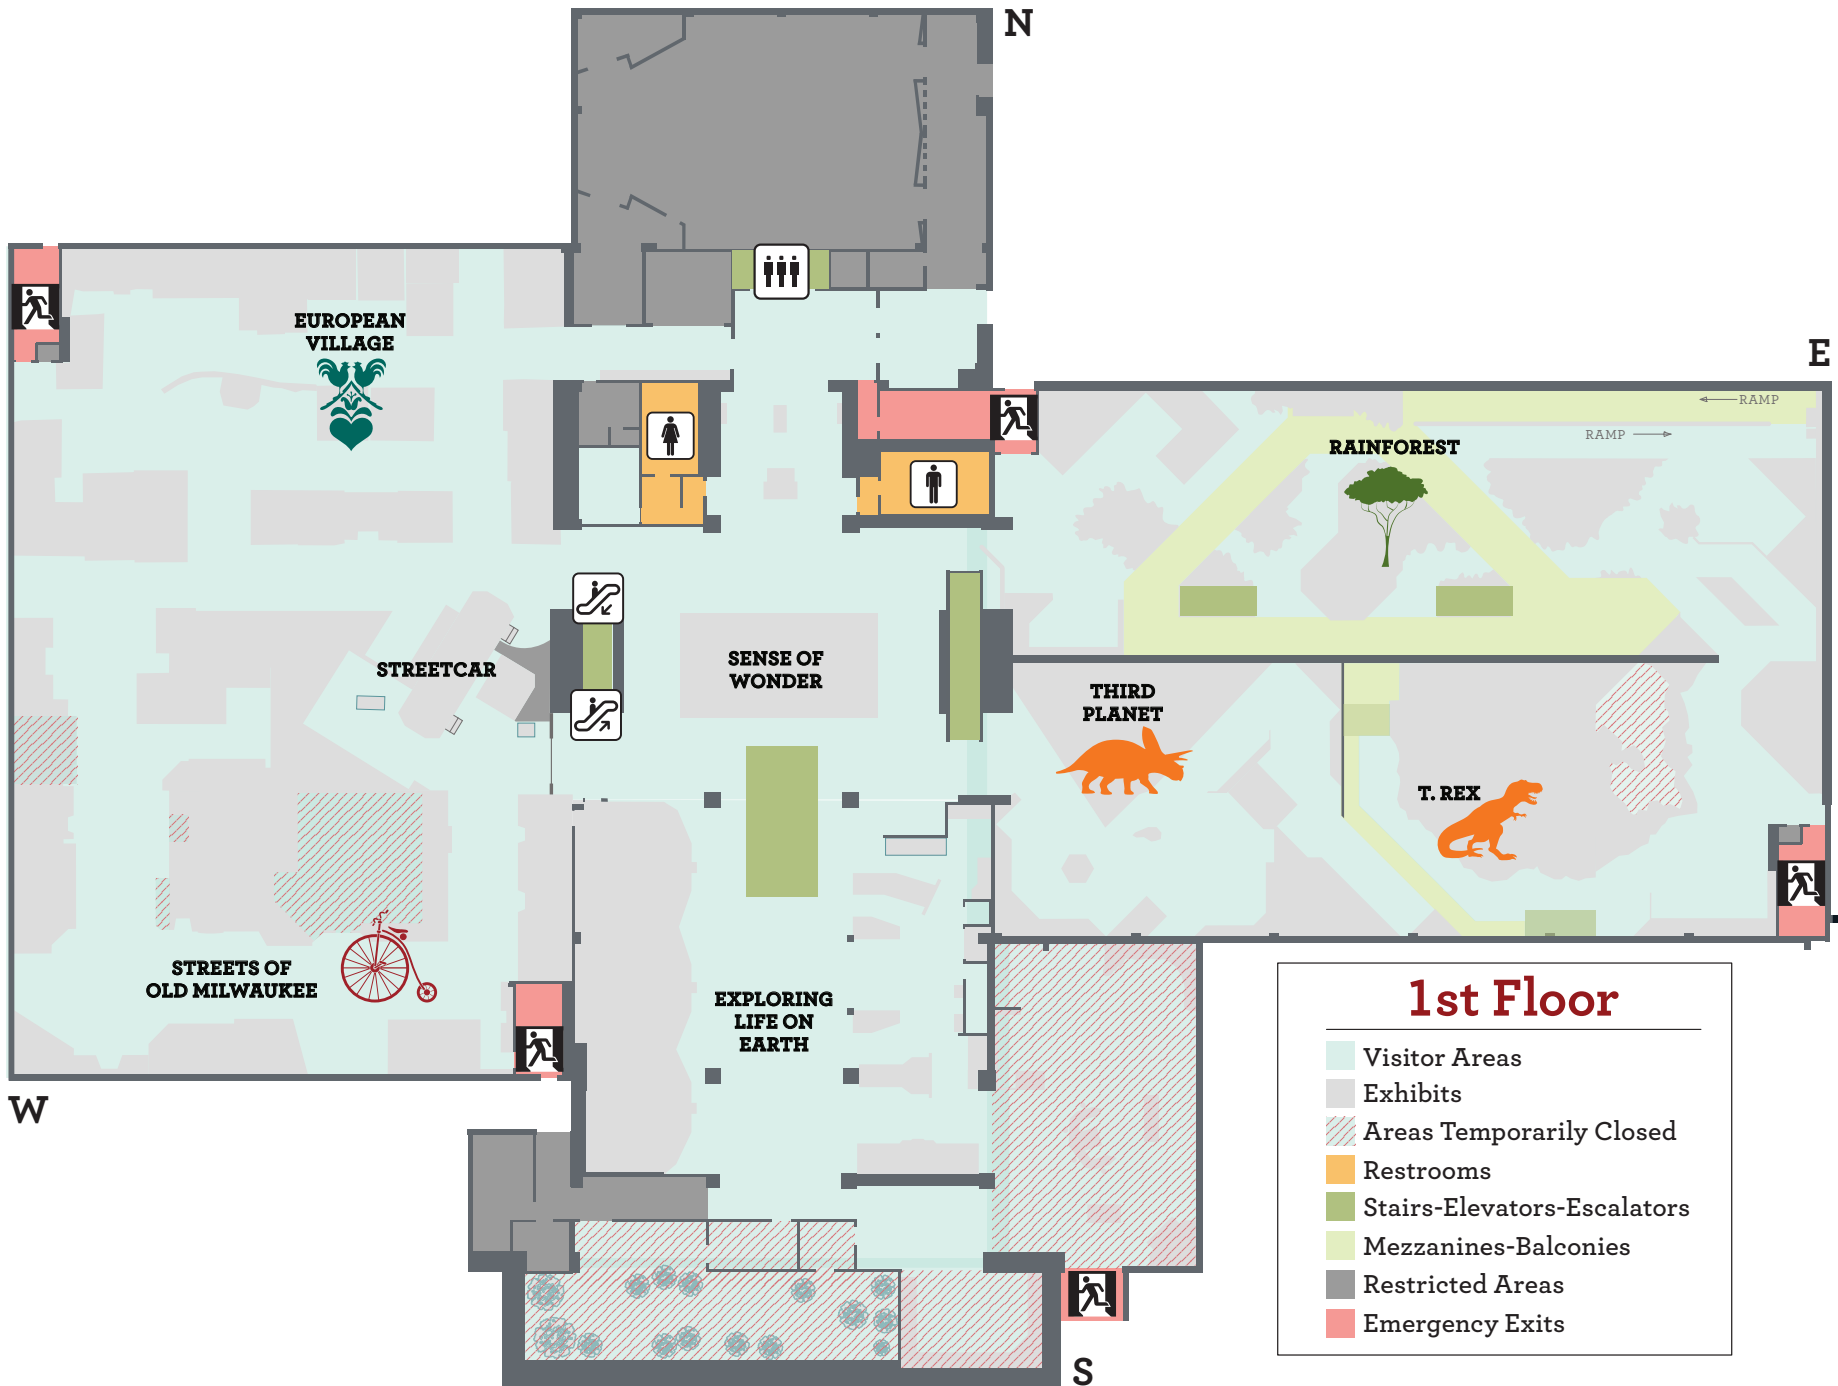 N
E
EUROPEAN
VILLAGE
RAMP
RAMP
RAINFOREST
STREETCAR
SENSE OF
WONDER
THIRD
PLANET
T. REX
STREETS OF
OLD MILWAUKEE
EXPLORING
LIFE ON
EARTH
W
S
1st Floor
Visitor Areas
Exhibits
Areas Temporarily Closed
Restrooms
Stairs-Elevators-Escalators
Mezzanines-Balconies
Restricted Areas
Emergency Exits